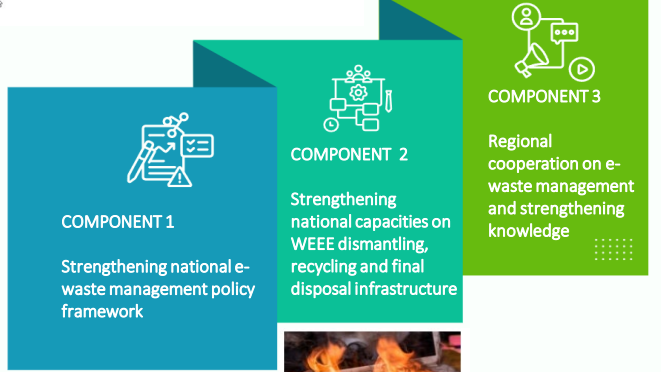 COMPONENT 1
Strengthening national e-
waste management policy
framework
COMPONENT 2
Strengthening
national capacities on
WEEE dismantling,
recycling and final
disposal infrastructure
COMPONENT 3
Regional
cooperation on e-
waste management
and strengthening
knowledge